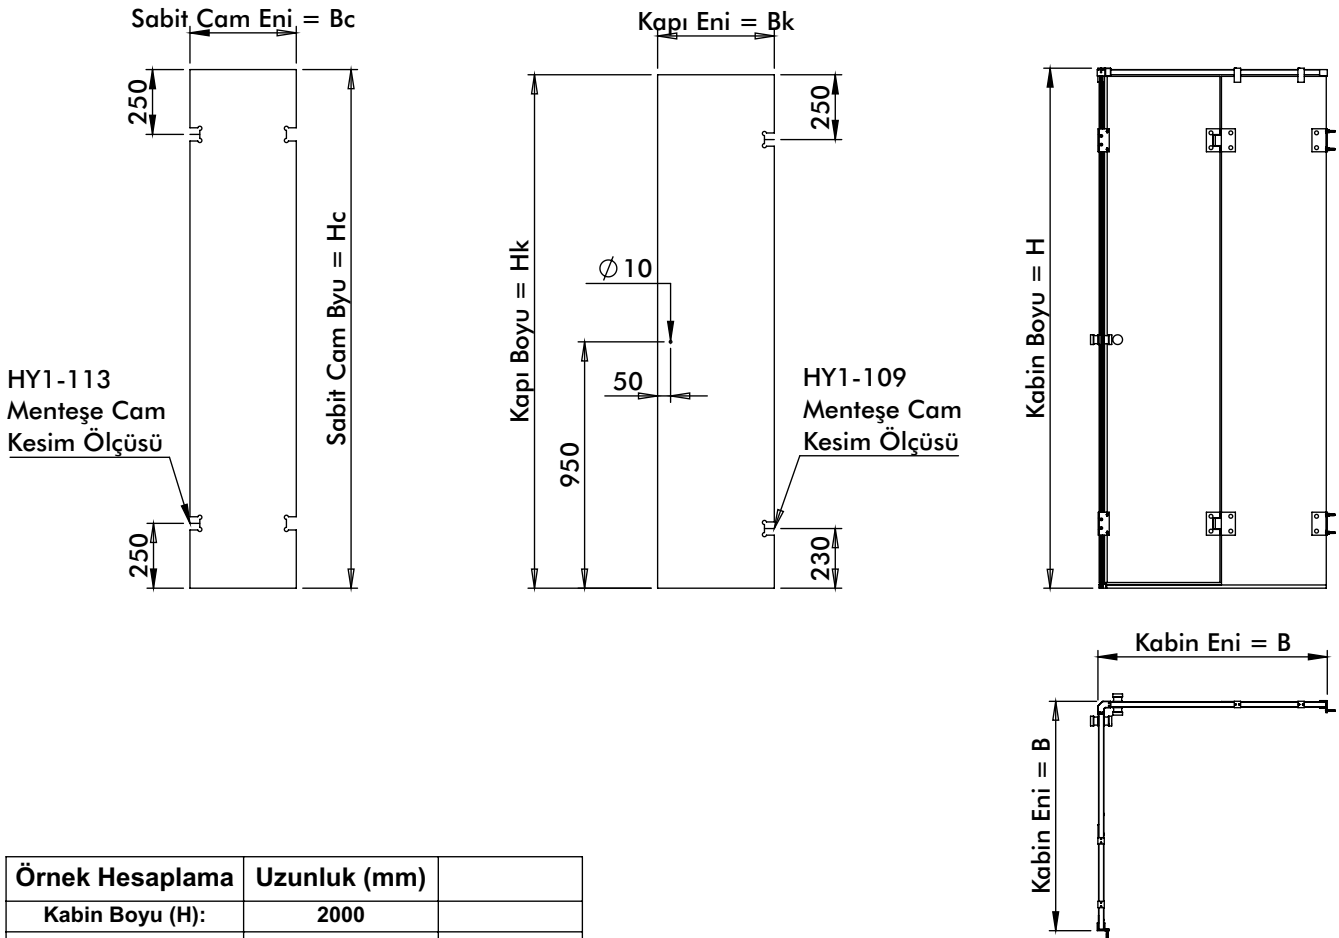 Sabit Cam Eni = Bc
250
Sabit Cam Byu = Hc
HY1-113
Menteşe Cam
Kesim Ölçüsü
250
Kapı Eni = Bk
250
Kapı Boyu = Hk
∅ 10
50
950
HY1-109
Menteşe Cam
Kesim Ölçüsü
230
Kabin Boyu = H
Kabin Eni = B
Kabin Eni = B
Örnek Hesaplama Uzunluk (mm)
Kabin Boyu (H): 2000